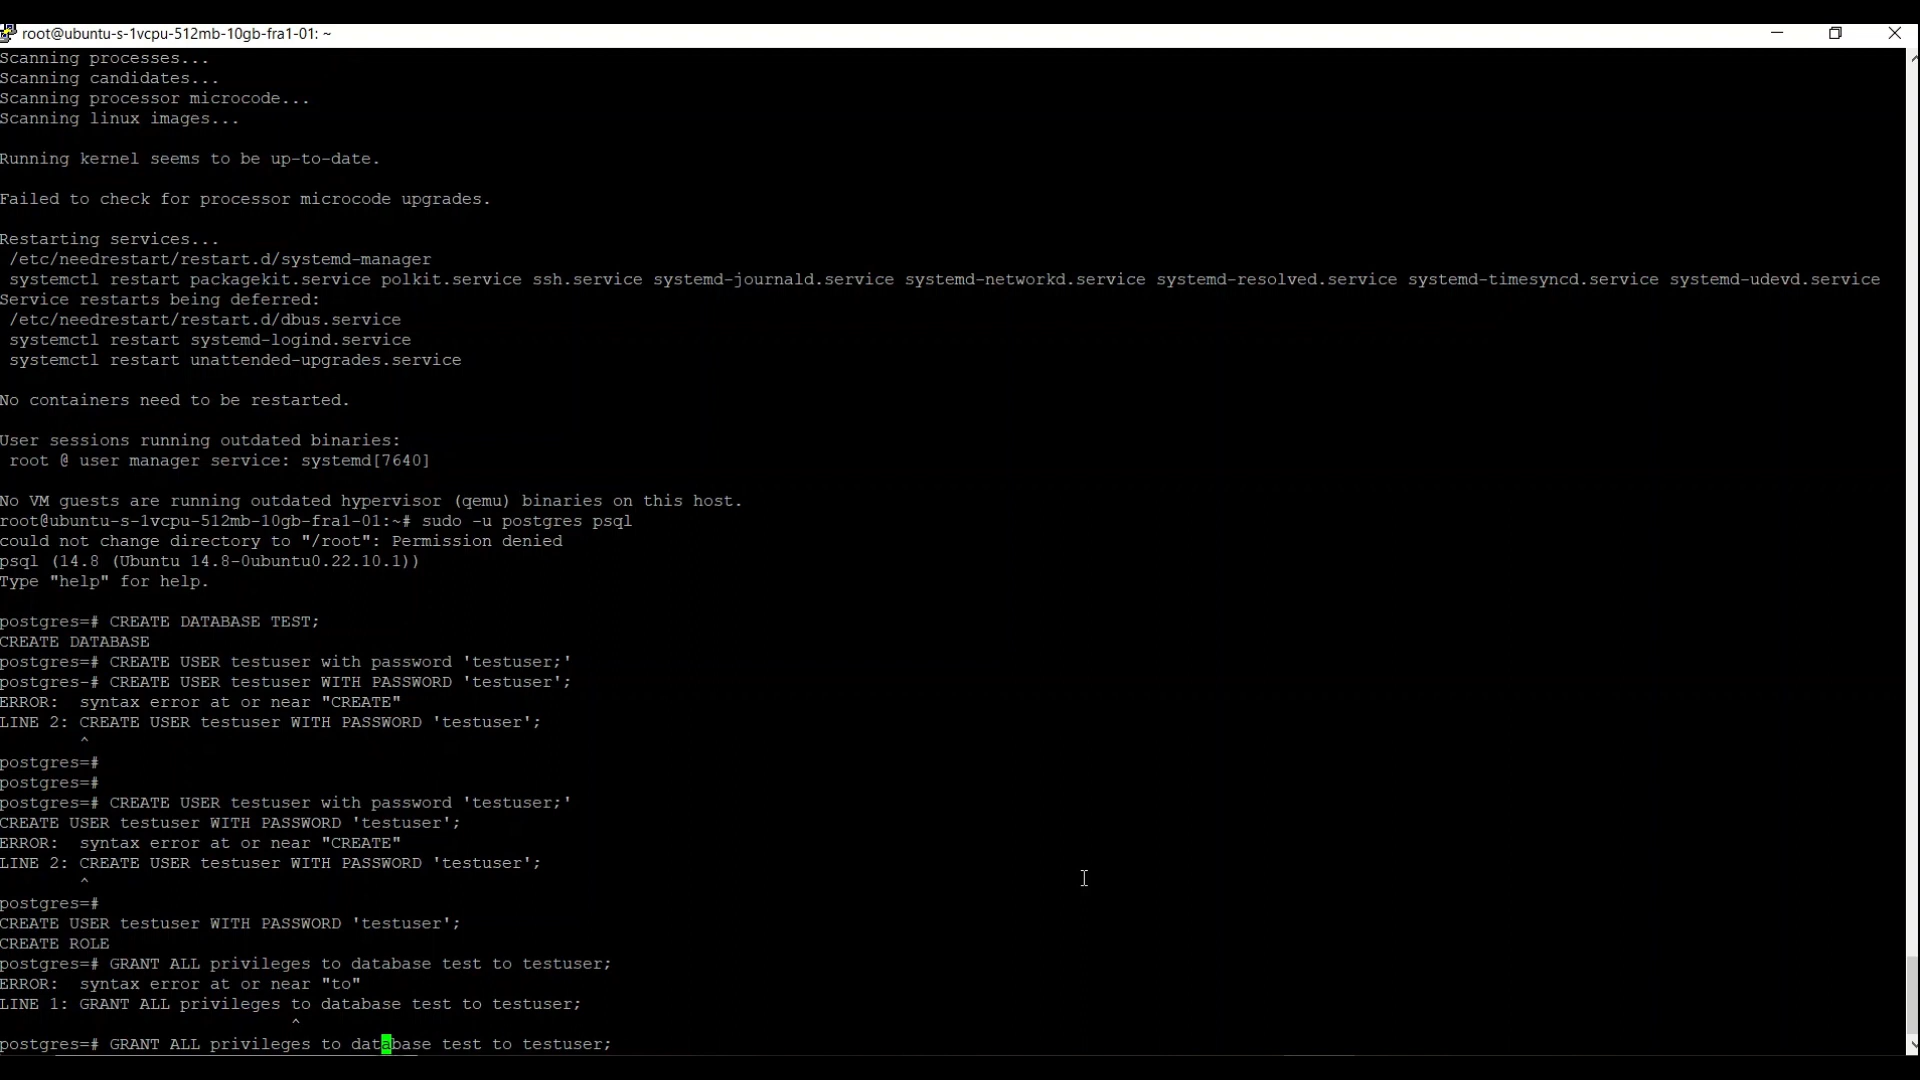 root@ubuntu-s-1vcpu-512mb-10gb-fra1-01: ~
Scanning processes...
Scanning candidates...
Scanning processor microcode...
Scanning linux images...
Running kernel seems to be up-to-date.
Failed to check for processor microcode upgrades.
Restarting services...
 /etc/needrestart/restart.d/systemd-manager
 systemctl restart packagekit.service polkit.service ssh.service systemd-journald.service systemd-networkd.service systemd-resolved.service systemd-timesyncd.service systemd-udevd.service
Service restarts being deferred:
 /etc/needrestart/restart.d/dbus.service
 systemctl restart systemd-logind.service
 systemctl restart unattended-upgrades.service
No containers need to be restarted.
User sessions running outdated binaries:
 root @ user manager service: systemd[7640]
No VM guests are running outdated hypervisor (qemu) binaries on this host.
root@ubuntu-s-1vcpu-512mb-10gb-fra1-01:~# sudo -u postgres psql
could not change directory to "/root": Permission denied
psql (14.8 (Ubuntu 14.8-0ubuntu0.22.10.1))
Type "help" for help.
postgres=# CREATE DATABASE TEST;
CREATE DATABASE
postgres=# CREATE USER testuser with password 'testuser;'
postgres-# CREATE USER testuser WITH PASSWORD 'testuser';
ERROR:  syntax error at or near "CREATE"
LINE 2: CREATE USER testuser WITH PASSWORD 'testuser';
        ^
postgres=#
postgres=#
postgres=# CREATE USER testuser with password 'testuser;'
CREATE USER testuser WITH PASSWORD 'testuser';
ERROR:  syntax error at or near "CREATE"
LINE 2: CREATE USER testuser WITH PASSWORD 'testuser';
        ^
postgres=#
CREATE USER testuser WITH PASSWORD 'testuser';
CREATE ROLE
postgres=# GRANT ALL privileges to database test to testuser;
ERROR:  syntax error at or near "to"
LINE 1: GRANT ALL privileges to database test to testuser;
                             ^
postgres=# GRANT ALL privileges to database test to testuser;